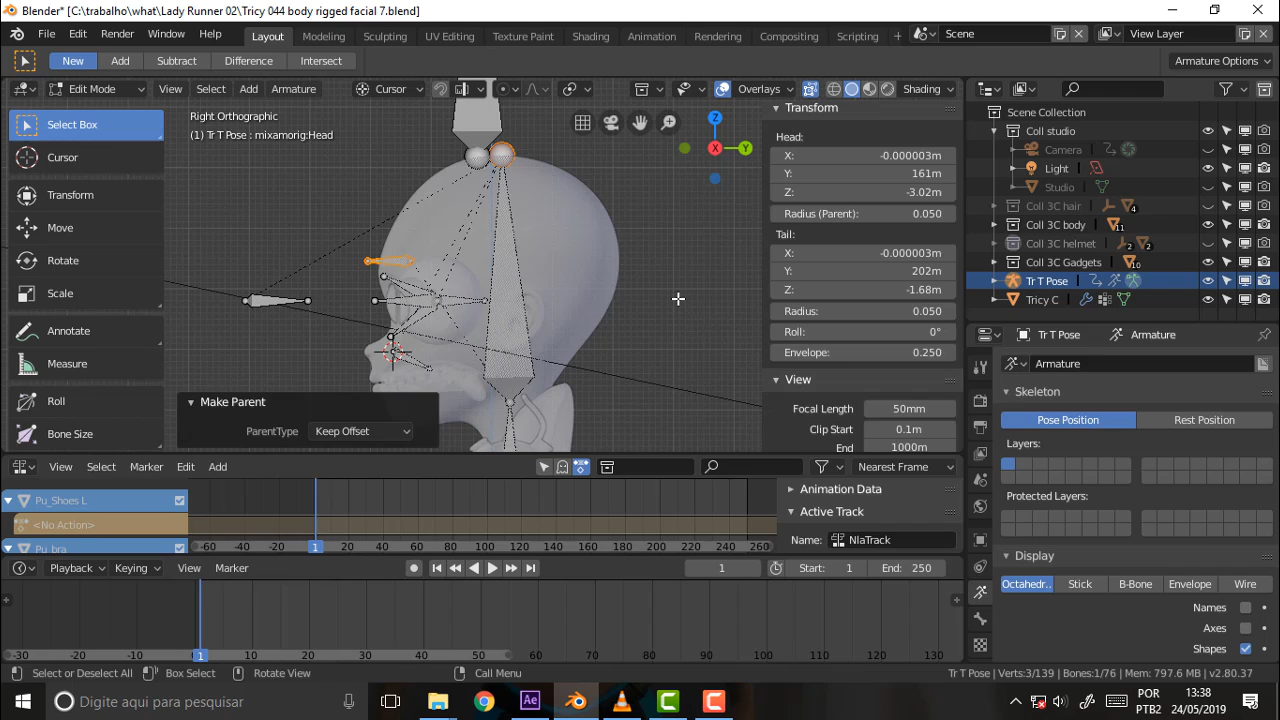 Blender* [C:\trabalho\what\Lady Runner 02\Tricy 044 body rigged facial 7.blend]
File Edit Render Window Help Layout Modeling Sculpting UV Editing Texture Paint Shading Animation Rendering Compositing Scripting Scene View Layer
New Add Subtract Difference Intersect Armature Options
Edit Mode View Select Add Armature Cursor Overlays Shading
Select Box
Cursor
Transform
Move
Rotate
Scale
Annotate
Measure
Roll
Bone Size
Right Orthographic
(1) Tr T Pose : mixamorig:Head
Z
Y
X
Make Parent
ParentType Keep Offset
Transform
Head:
X: -0.000003m
Y: 161m
Z: -3.02m
Radius (Parent): 0.050
Tail:
X: -0.000003m
Y: 202m
Z: -1.68m
Radius: 0.050
Roll: 0°
Envelope: 0.250
View
Focal Length 50mm
Clip Start 0.1m
End 1000m
Scene Collection
Coll studio
Camera
Light
Studio
Coll 3C hair 4
Coll 3C body 11
Coll 3C helmet 2 2
Coll 3C Gadgets 10
Tr T Pose
Tricy C
Tr T Pose Armature
Armature
Skeleton
Pose Position Rest Position
Layers:
Protected Layers:
Display
Octahedr.. Stick B-Bone Envelope Wire
Names
Axes
Shapes
View Select Marker Edit Add Nearest Frame
Pu_Shoes L
<No Action>
Pu_bra
-60 -40 -20 1 20 40 60 80 100 120 140 160 180 200 220 240 260
Animation Data
Active Track
Name: NlaTrack
Playback Keying View Marker 1 Start: 1 End: 250
-30 -20 -10 1 10 20 30 40 50 60 70 80 90 100 110 120 130
Select or Deselect All Box Select Rotate View Call Menu Tr T Pose | Verts:3/139 | Bones:1/76 | Mem: 797.6 MB | v2.80.37
Digite aqui para pesquisar
Ae
C
C
POR
PTB2
13:38
24/05/2019